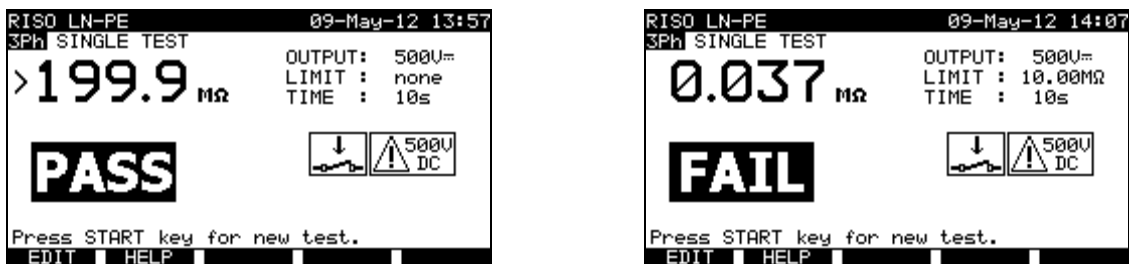 RISO LN-PE 09-May-12 13:57
3Ph SINGLE TEST
>199.9 MΩ
OUTPUT: 500V⎓
LIMIT : none
TIME : 10s
PASS
500V
DC
Press START key for new test.
EDIT HELP
RISO LN-PE 09-May-12 14:07
3Ph SINGLE TEST
0.037 MΩ
OUTPUT: 500V⎓
LIMIT : 10.00MΩ
TIME : 10s
FAIL
500V
DC
Press START key for new test.
EDIT HELP